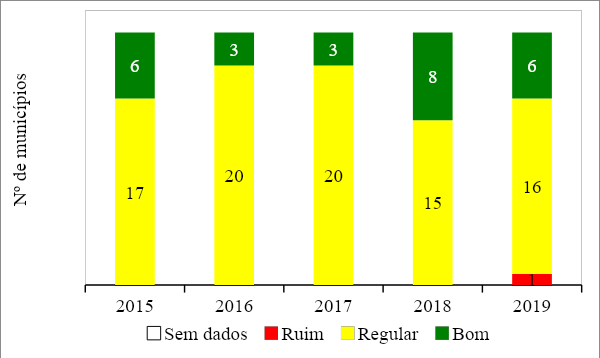 Nº de municípios
6 3 3 8 6
17 20 20 15 16
1
2015 2016 2017 2018 2019
Sem dados Ruim Regular Bom